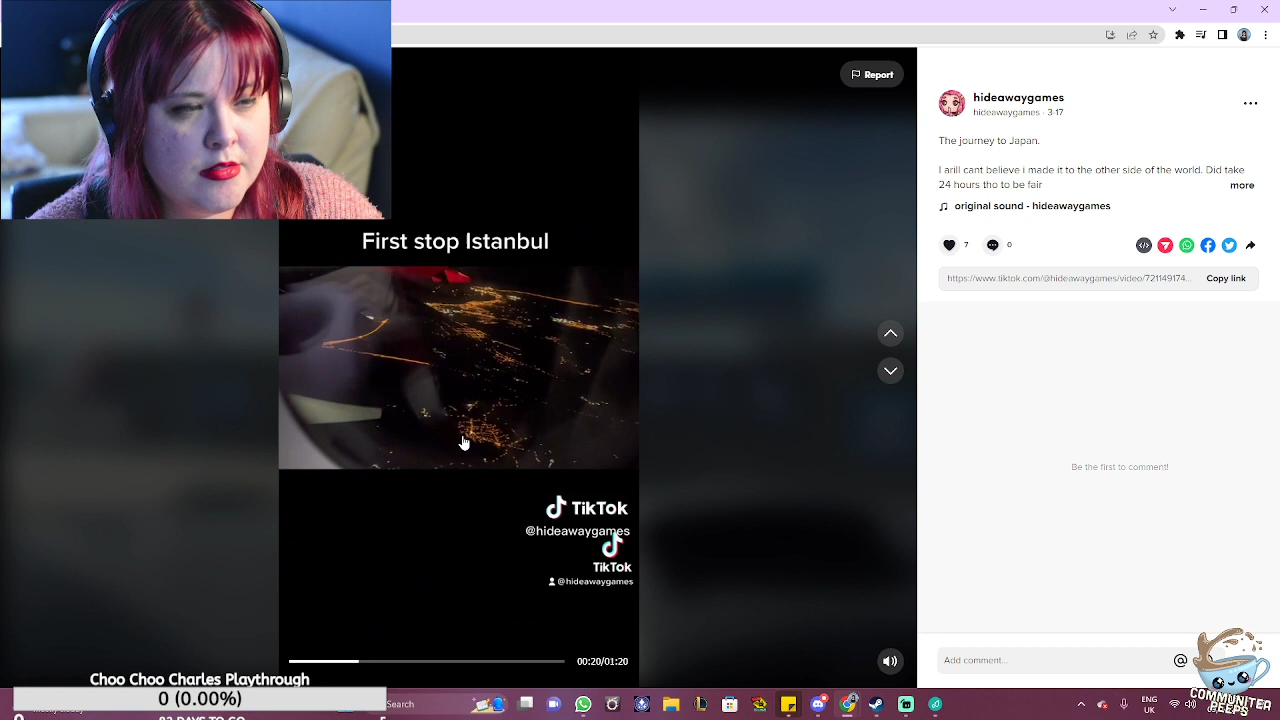 Report
hideawaygames
hideawaygames · 3-17
The journey to Japan.
I arill cant to believe I made it to the other side of the world, did
24 hours rill tho to be fair
more
original sound - hideawaygames
7
0
https://www.tiktok.com/@hideawaygames/video/721149174...
Copy link
First stop Istanbul
TikTok
@hideawaygames
TikTok
@hideawaygames
Be the first to comment!
00:20/01:20
Add comment...
Choo Choo Charles Playthrough
0 (0.00%)
Search
COMMUNI